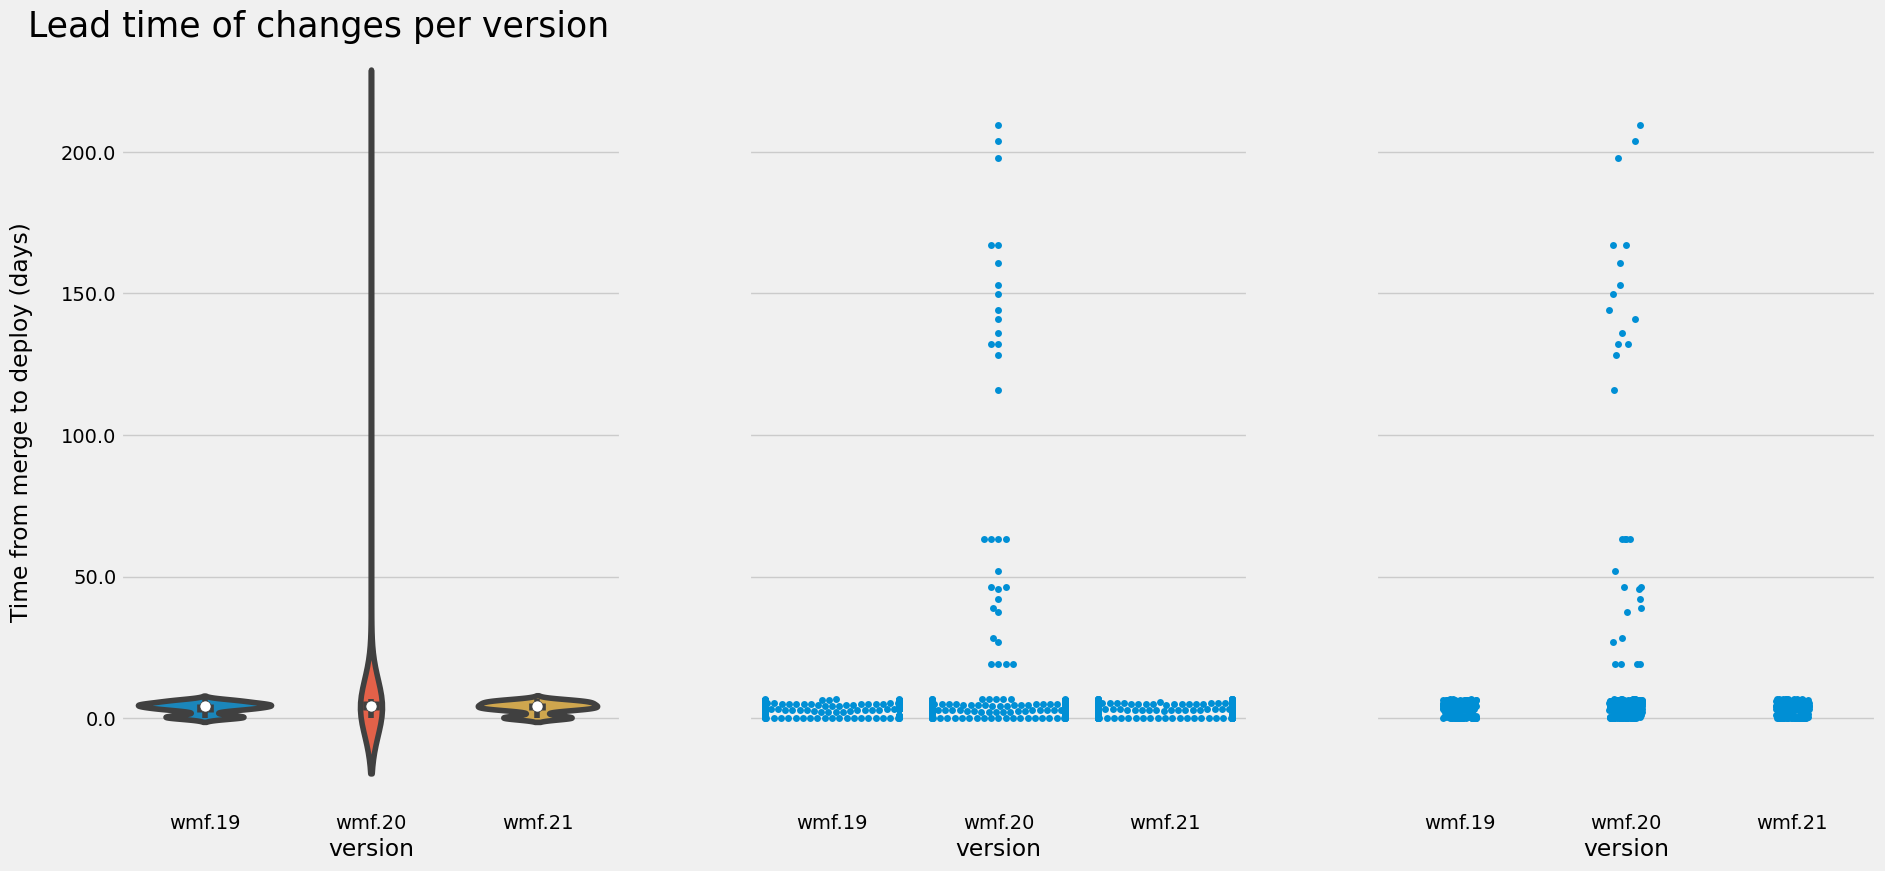 Lead time of changes per version
Time from merge to deploy (days)
200.0
150.0
100.0
50.0
0.0
wmf.19 wmf.20 wmf.21
version
wmf.19 wmf.20 wmf.21
version
wmf.19 wmf.20 wmf.21
version